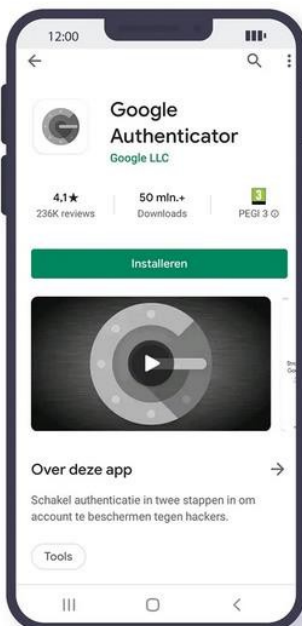 12:00
Google
Authenticator
Google LLC
4,1★
50 mln.+
3
236K reviews
Downloads
PEGI 3
Installeren
Over deze app
Schakel authenticatie in twee stappen in om
account te beschermen tegen hackers.
Tools